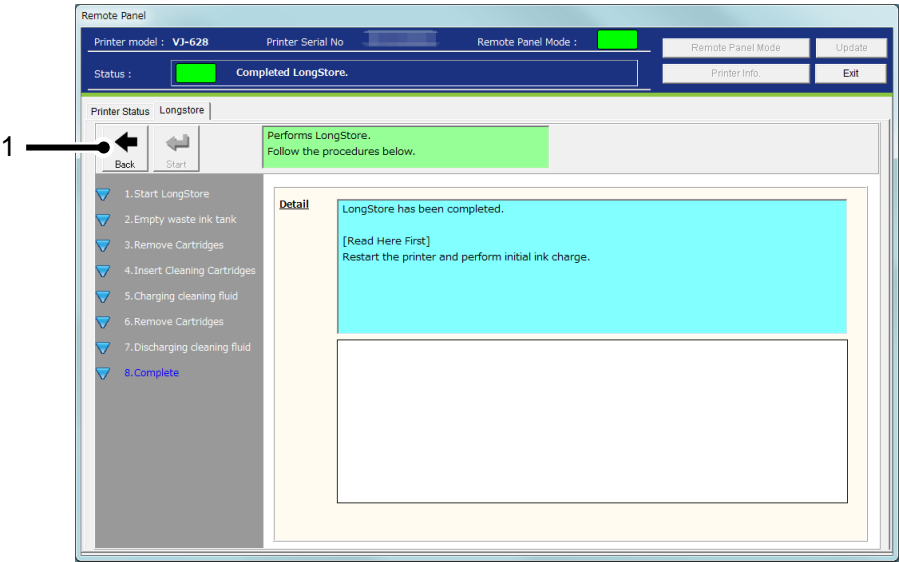 Remote Panel
Printer model : VJ-628 Printer Serial No Remote Panel Mode :
Remote Panel Mode Update
Status : Completed LongStore.
Printer Info. Exit
Printer Status Longstore
1
Back Start
Performs LongStore.
Follow the procedures below.
1.Start LongStore
2.Empty waste ink tank
3.Remove Cartridges
4.Insert Cleaning Cartridges
5.Charging cleaning fluid
6.Remove Cartridges
7.Discharging cleaning fluid
8.Complete
Detail
LongStore has been completed.
[Read Here First]
Restart the printer and perform initial ink charge.